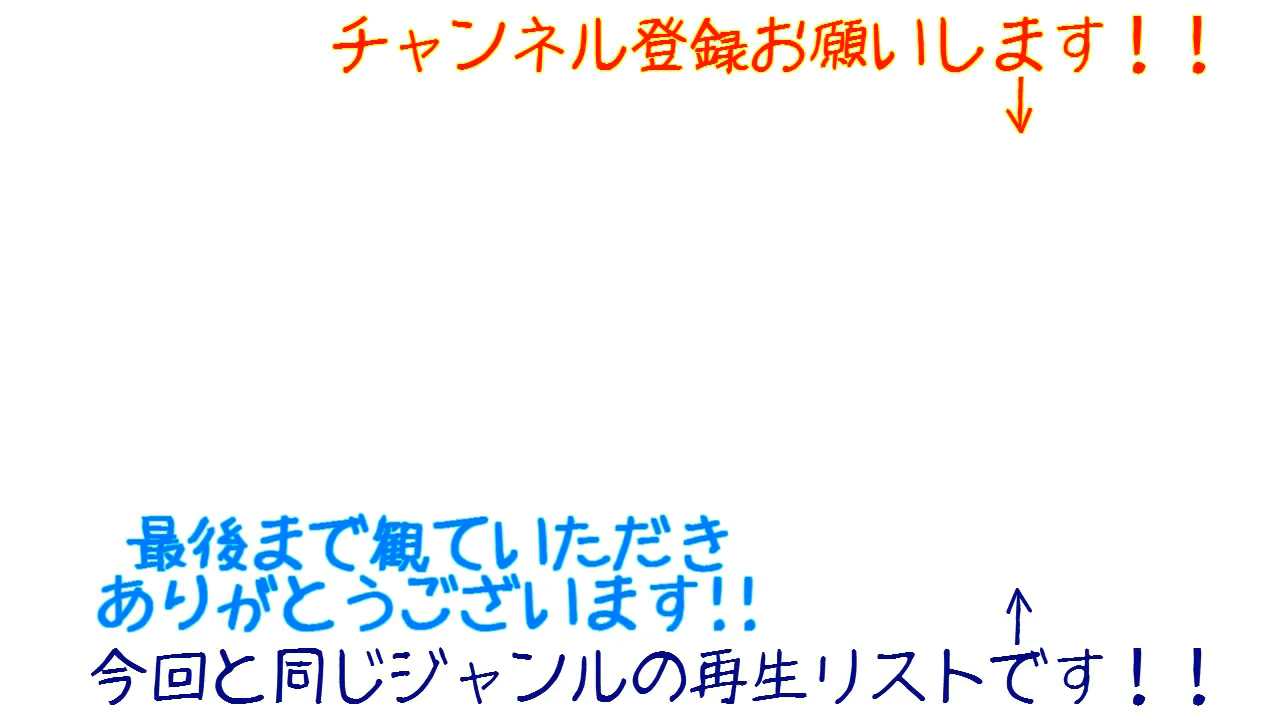 チャンネル登録お願いします！！
↓
最後まで観ていただき
ありがとうございます!!
↑
今回と同じジャンルの再生リストです！！